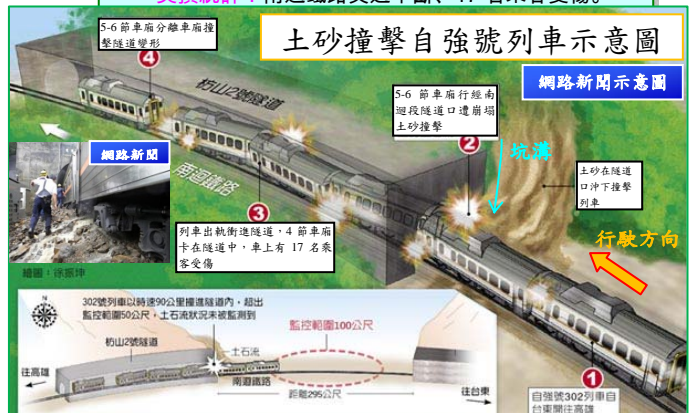 土砂撞擊自強號列車示意圖
網路新聞示意圖
5-6 節車廂分離車廂撞
擊隧道變形
4
枋山2號隧道
5-6 節車廂行經南
迴段隧道口遭崩塌
土砂撞擊
2
坑溝
土砂在隧道
口沖下撞擊
列車
行駛方向
網路新聞
南迴鐵路
3
列車出軌衝進隧道，4 節車廂
卡在隧道中，車上有 17 名乘
客受傷
繪圖：徐振坤
302號列車以時速90公里撞進隧道內，超出
監控範圍50公尺，土石流狀況未被監測到
監控範圍100公尺
枋山2號隧道
土石流
往高雄
南迴鐵路
距離295公尺
往台東
1
自強號302列車自
台東開往高雄